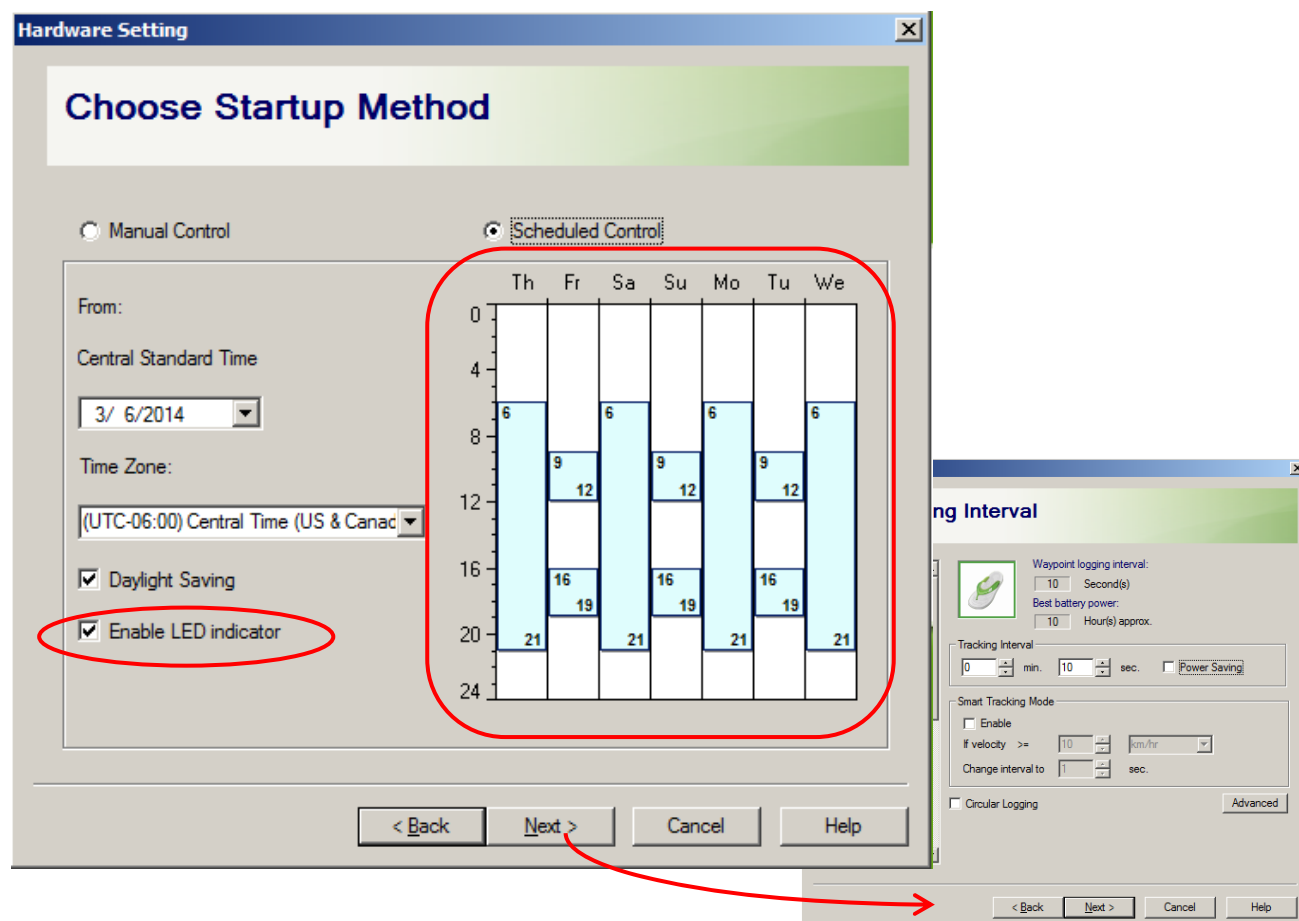 Hardware Setting
Choose Startup Method
Manual Control
Scheduled Control
From:
Central Standard Time
3/ 6/2014
Time Zone:
(UTC-06:00) Central Time (US & Canac
Daylight Saving
Enable LED indicator
Th Fr Sa Su Mo Tu We
0
4
6 6 6 6
8
9 9 9
12 12 12
12
16
16 16 16
19 19 19
20
21 21 21 21
24
< Back
Next >
Cancel
Help
ng Interval
Waypoint logging interval:
10 Second(s)
Best battery power:
10 Hour(s) approx.
Tracking Interval
0 min. 10 sec. Power Saving
Smart Tracking Mode
Enable
If velocity >= 10 km/hr
Change interval to 1 sec.
Circular Logging
Advanced
< Back
Next >
Cancel
Help